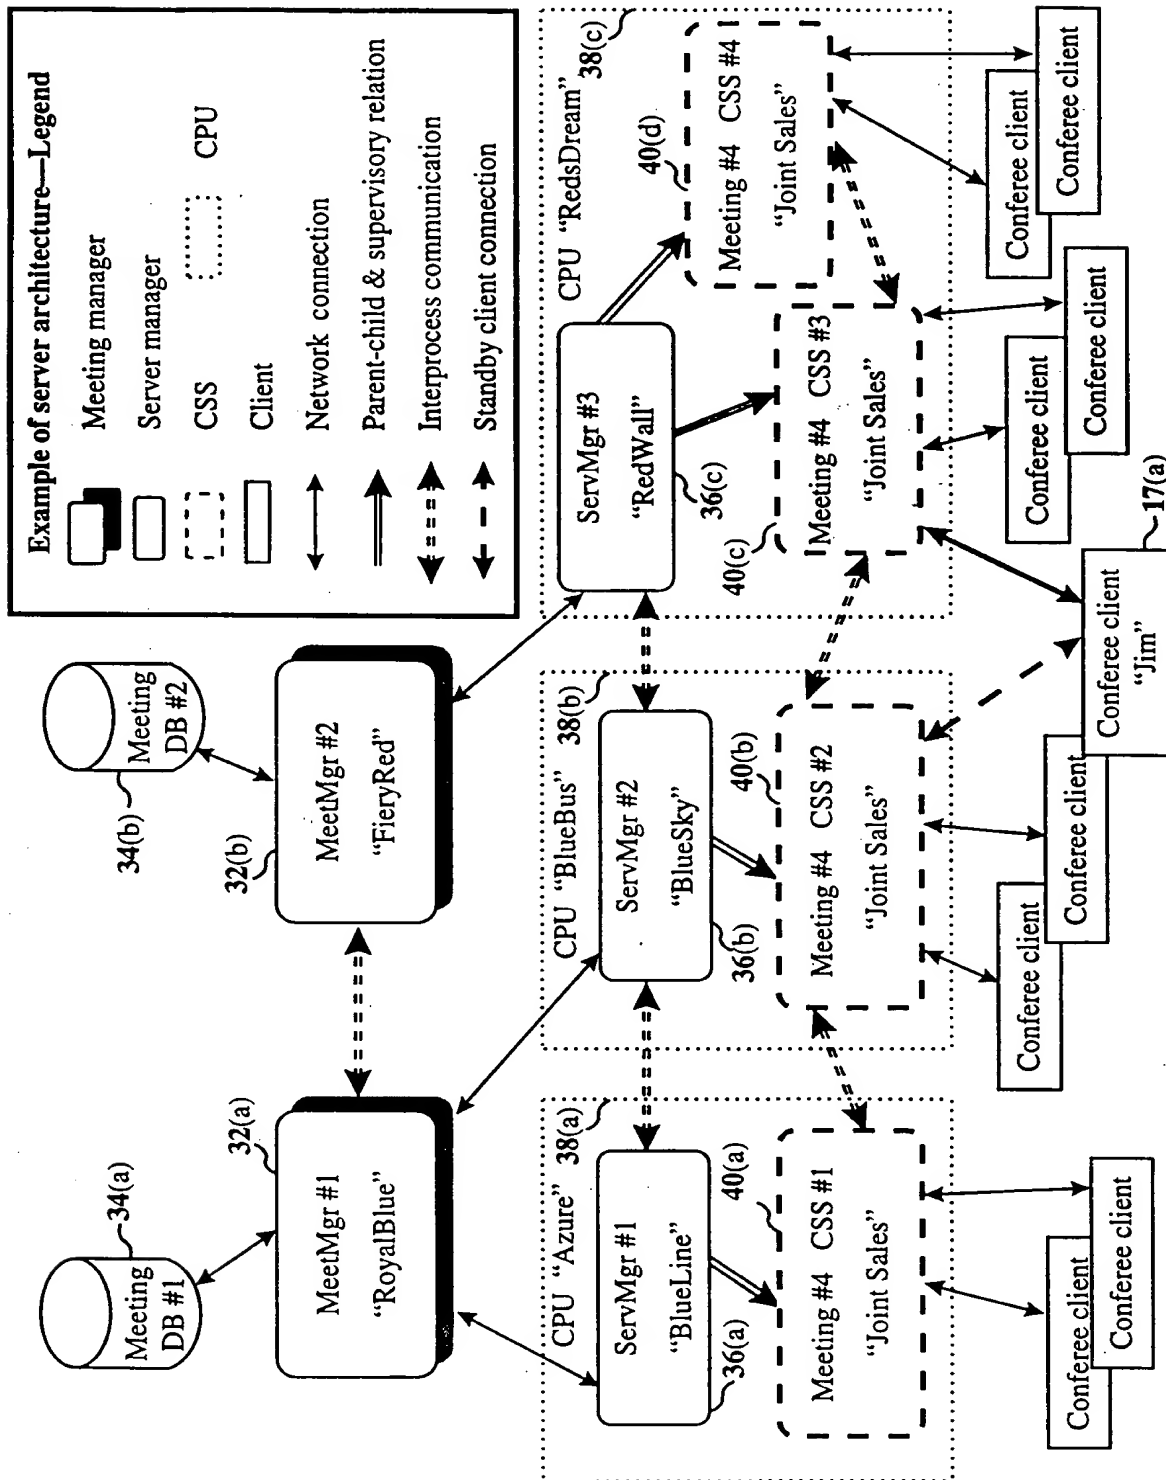 Example of server architecture—Legend
Meeting manager
Server manager
CSS
CPU
Client
Network connection
Parent-child & supervisory relation
Interprocess communication
Standby client connection
34(a)
Meeting
DB #1
34(b)
Meeting
DB #2
32(a)
MeetMgr #1
“RoyalBlue”
32(b)
MeetMgr #2
“FieryRed”
CPU “Azure”
38(a)
ServMgr #1
“BlueLine”
36(a)
40(a)
Meeting #4 CSS #1
“Joint Sales”
CPU “BlueBus”
38(b)
ServMgr #2
“BlueSky”
36(b)
40(b)
Meeting #4 CSS #2
“Joint Sales”
CPU “RedsDream”
38(c)
ServMgr #3
“RedWall”
36(c)
40(c)
Meeting #4 CSS #3
“Joint Sales”
40(d)
Meeting #4 CSS #4
“Joint Sales”
Conferee client
Conferee client
Conferee client
Conferee client
Conferee client
“Jim”
17(a)
Conferee client
Conferee client
Conferee client
Conferee client